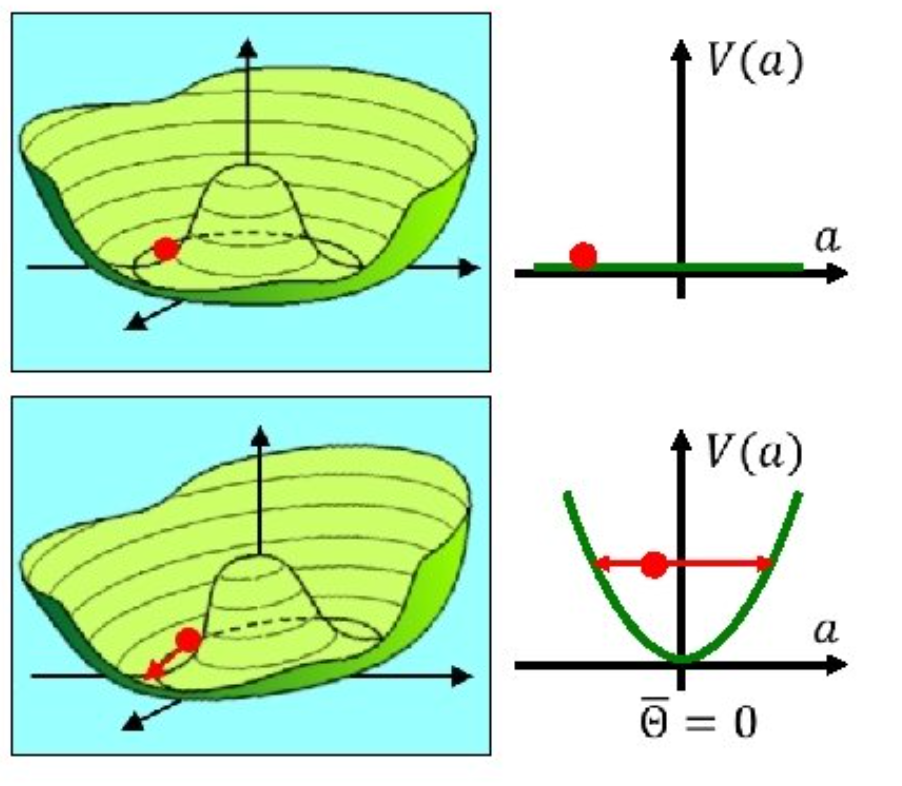 V(a)
a
V(a)
a
Θ̅ = 0